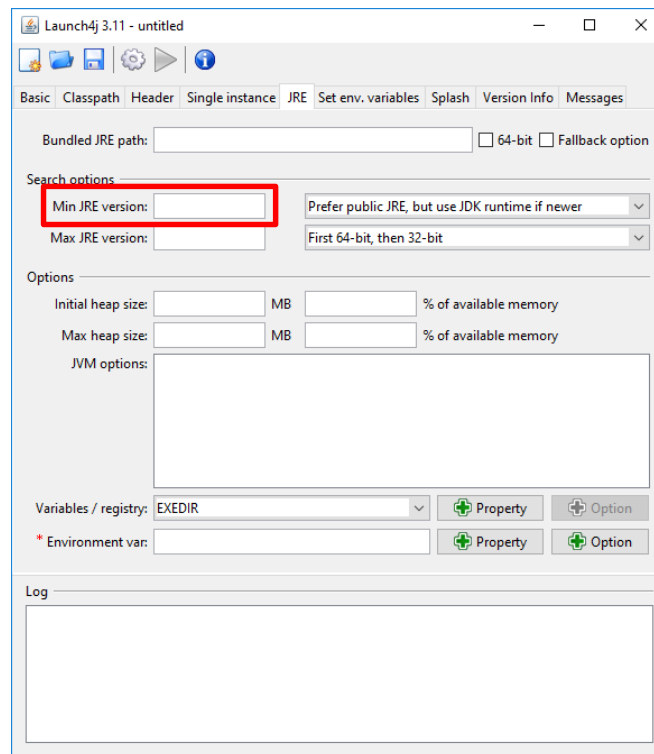 Launch4j 3.11 - untitled
Basic Classpath Header Single instance JRE Set env. variables Splash Version Info Messages
Bundled JRE path: 64-bit Fallback option
Search options
Min JRE version: Prefer public JRE, but use JDK runtime if newer
Max JRE version: First 64-bit, then 32-bit
Options
Initial heap size: MB % of available memory
Max heap size: MB % of available memory
JVM options:
Variables / registry: EXEDIR Property Option
* Environment var: Property Option
Log